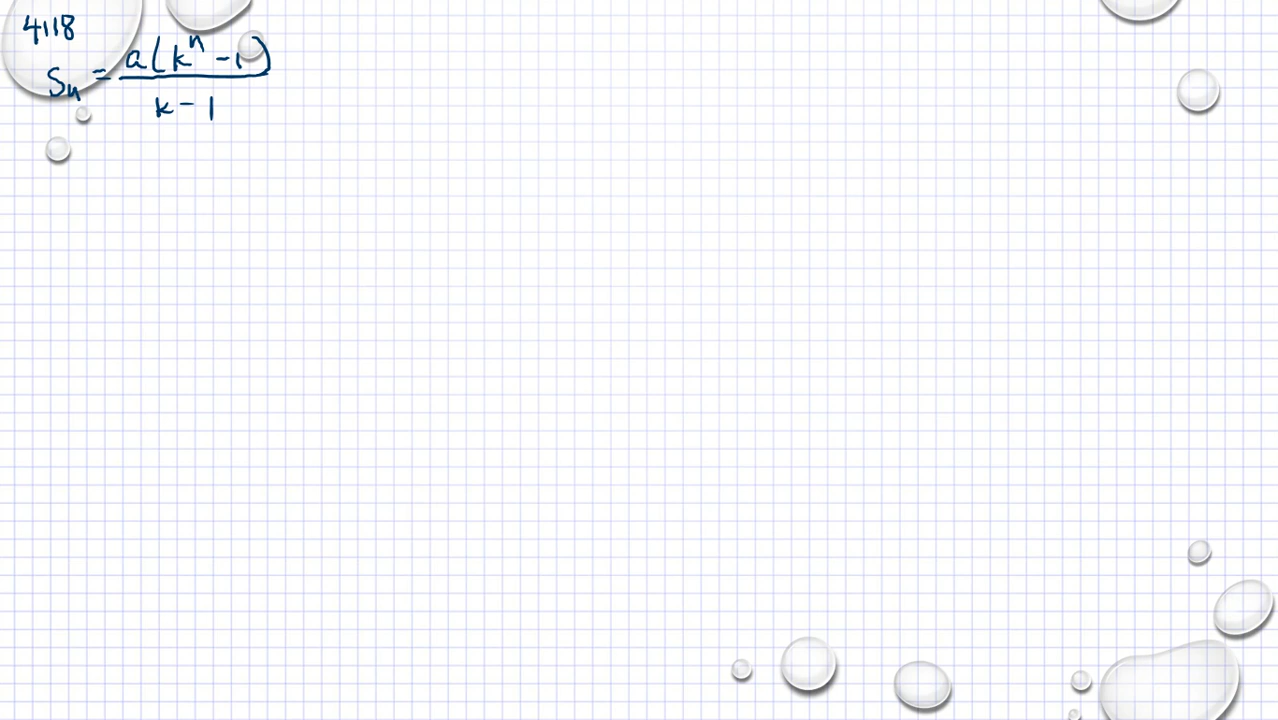 4118
Sn = a(k^n - 1)
k - 1